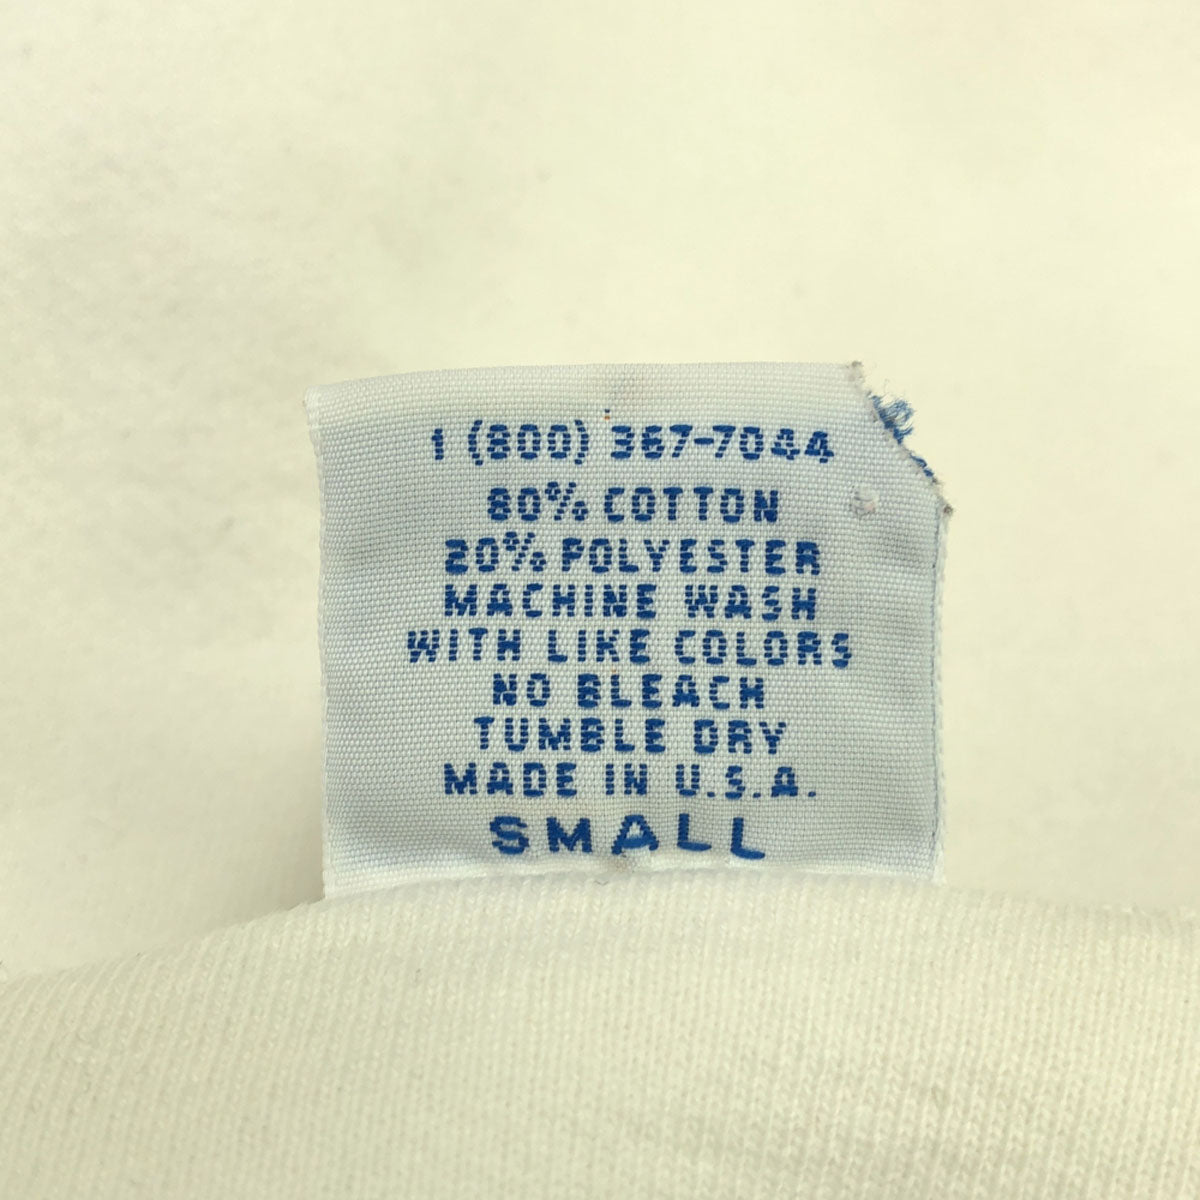 1 (800) 367-7044
80% COTTON
20% POLYESTER
MACHINE WASH
WITH LIKE COLORS
NO BLEACH
TUMBLE DRY
MADE IN U.S.A.
SMALL